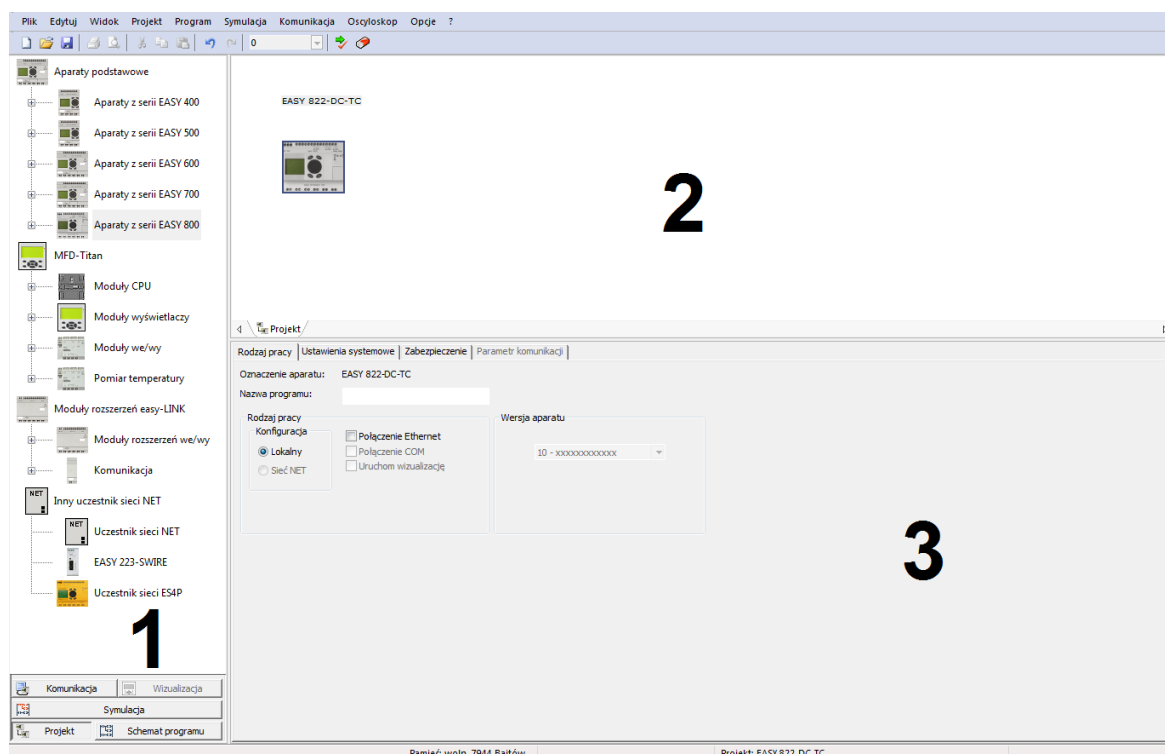 Plik Edytuj Widok Projekt Program Symulacja Komunikacja Oscyloskop Opcje ?
0
Aparaty podstawowe
Aparaty z serii EASY 400
Aparaty z serii EASY 500
Aparaty z serii EASY 600
Aparaty z serii EASY 700
Aparaty z serii EASY 800
MFD-Titan
Moduły CPU
Moduły wyświetlaczy
Moduły we/wy
Pomiar temperatury
Moduły rozszerzeń easy-LINK
Moduły rozszerzeń we/wy
Komunikacja
NET
Inny uczestnik sieci NET
NET
Uczestnik sieci NET
EASY 223-SWIRE
Uczestnik sieci ES4P
1
Komunikacja Wizualizacja
Symulacja
Projekt Schemat programu
EASY 822-DC-TC
2
Projekt
Rodzaj pracy Ustawienia systemowe Zabezpieczenie Parametr komunikacji
Oznaczenie aparatu: EASY 822-DC-TC
Nazwa programu:
Rodzaj pracy
Konfiguracja
Lokalny
Sieć NET
Połączenie Ethernet
Połączenie COM
Uruchom wizualizację
Wersja aparatu
10 - xxxxxxxxxxxx
3
Pamięć: woln. 7944 Bajtów
Projekt: EASY 822-DC-TC